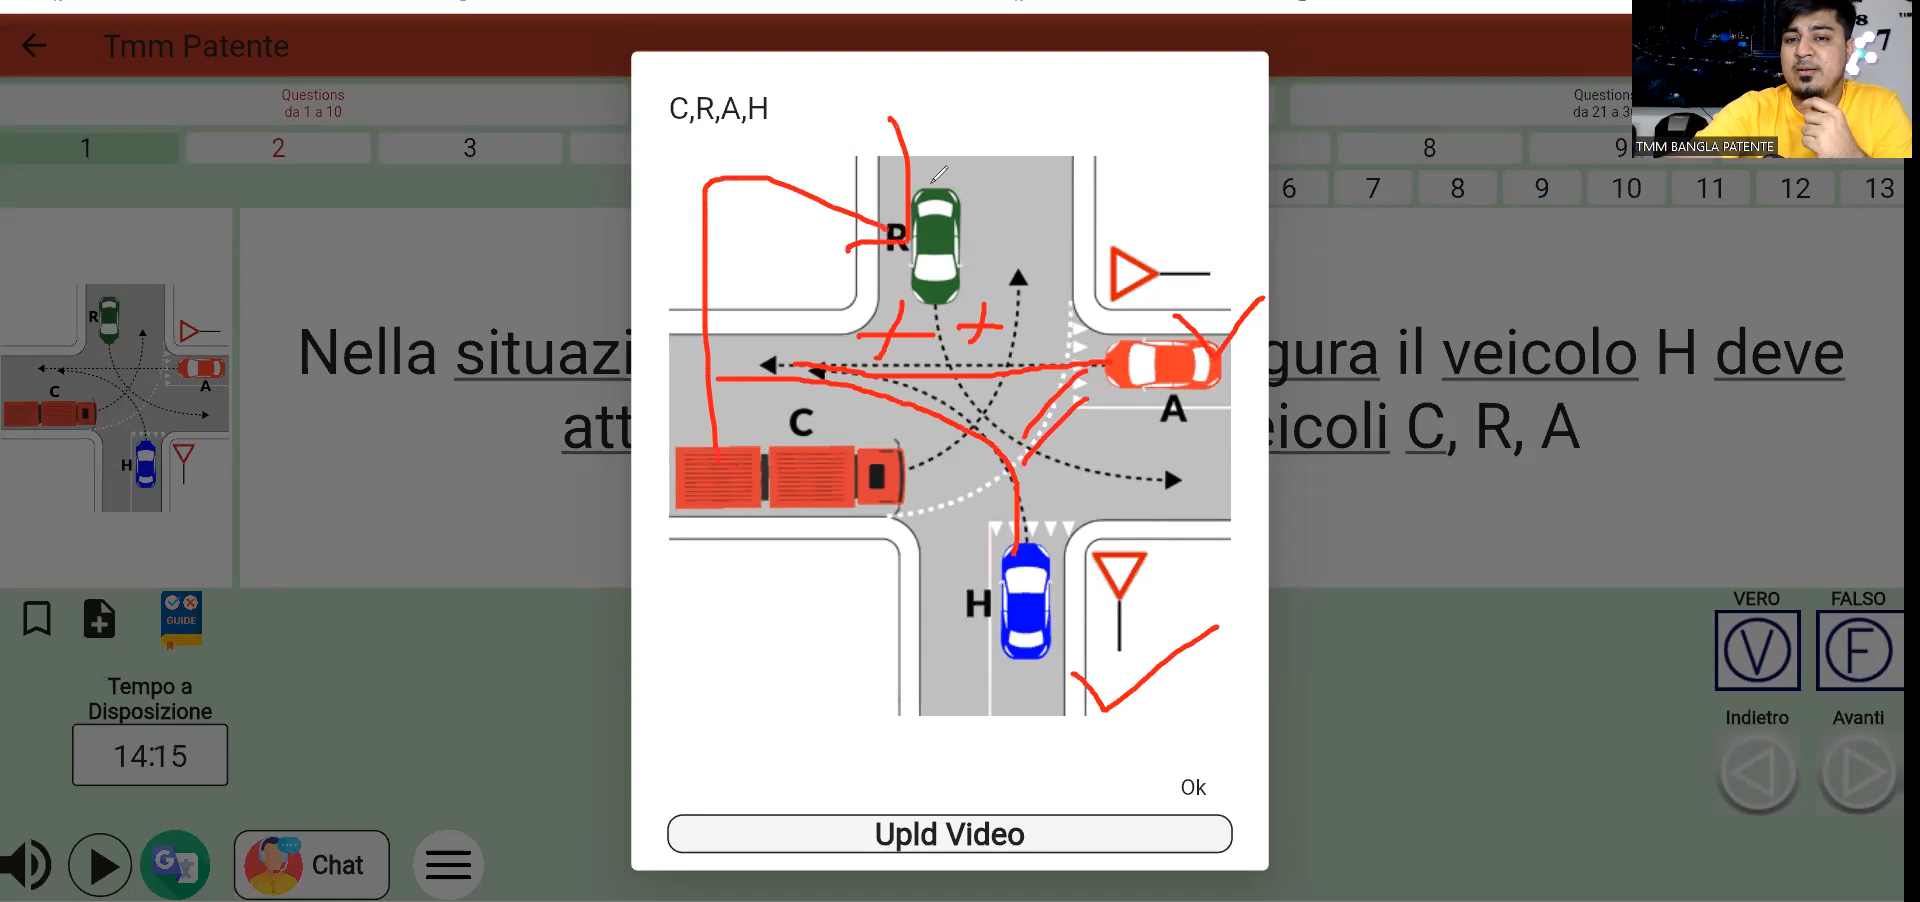 Tmm Patente
Questions
da 1 a 10
Questions
da 21 a 3
1 2 3 8 9
6 7 8 9 10 11 12 13
TMM BANGLA PATENTE
C,R,A,H
R
A
C
H
R
A
C
H
Nella situazi
gura il veicolo H deve
att
eicoli C, R, A
GUIDE
Tempo a
Disposizione
14:15
VERO FALSO
V F
Indietro Avanti
Chat
Ok
Upld Video